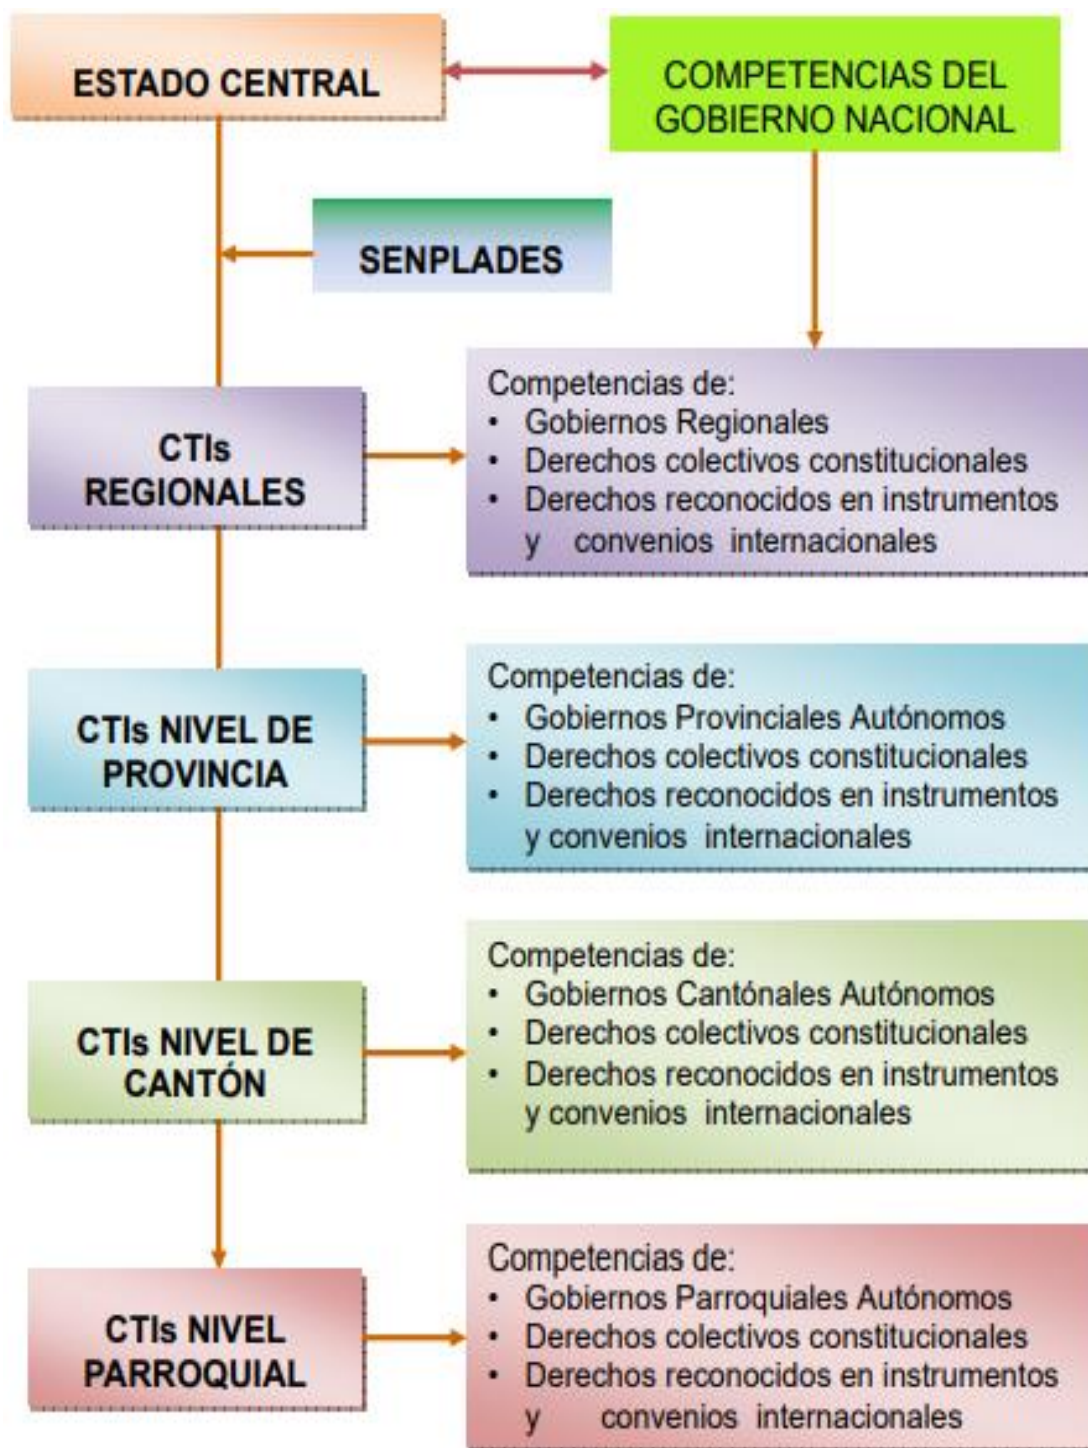 ESTADO CENTRAL
COMPETENCIAS DEL
GOBIERNO NACIONAL
SENPLADES
CTIs
REGIONALES
Competencias de:
• Gobiernos Regionales
• Derechos colectivos constitucionales
• Derechos reconocidos en instrumentos
y convenios internacionales
CTIs NIVEL DE
PROVINCIA
Competencias de:
• Gobiernos Provinciales Autónomos
• Derechos colectivos constitucionales
• Derechos reconocidos en instrumentos
y convenios internacionales
CTIs NIVEL DE
CANTÓN
Competencias de:
• Gobiernos Cantónales Autónomos
• Derechos colectivos constitucionales
• Derechos reconocidos en instrumentos
y convenios internacionales
CTIs NIVEL
PARROQUIAL
Competencias de:
• Gobiernos Parroquiales Autónomos
• Derechos colectivos constitucionales
• Derechos reconocidos en instrumentos
y convenios internacionales